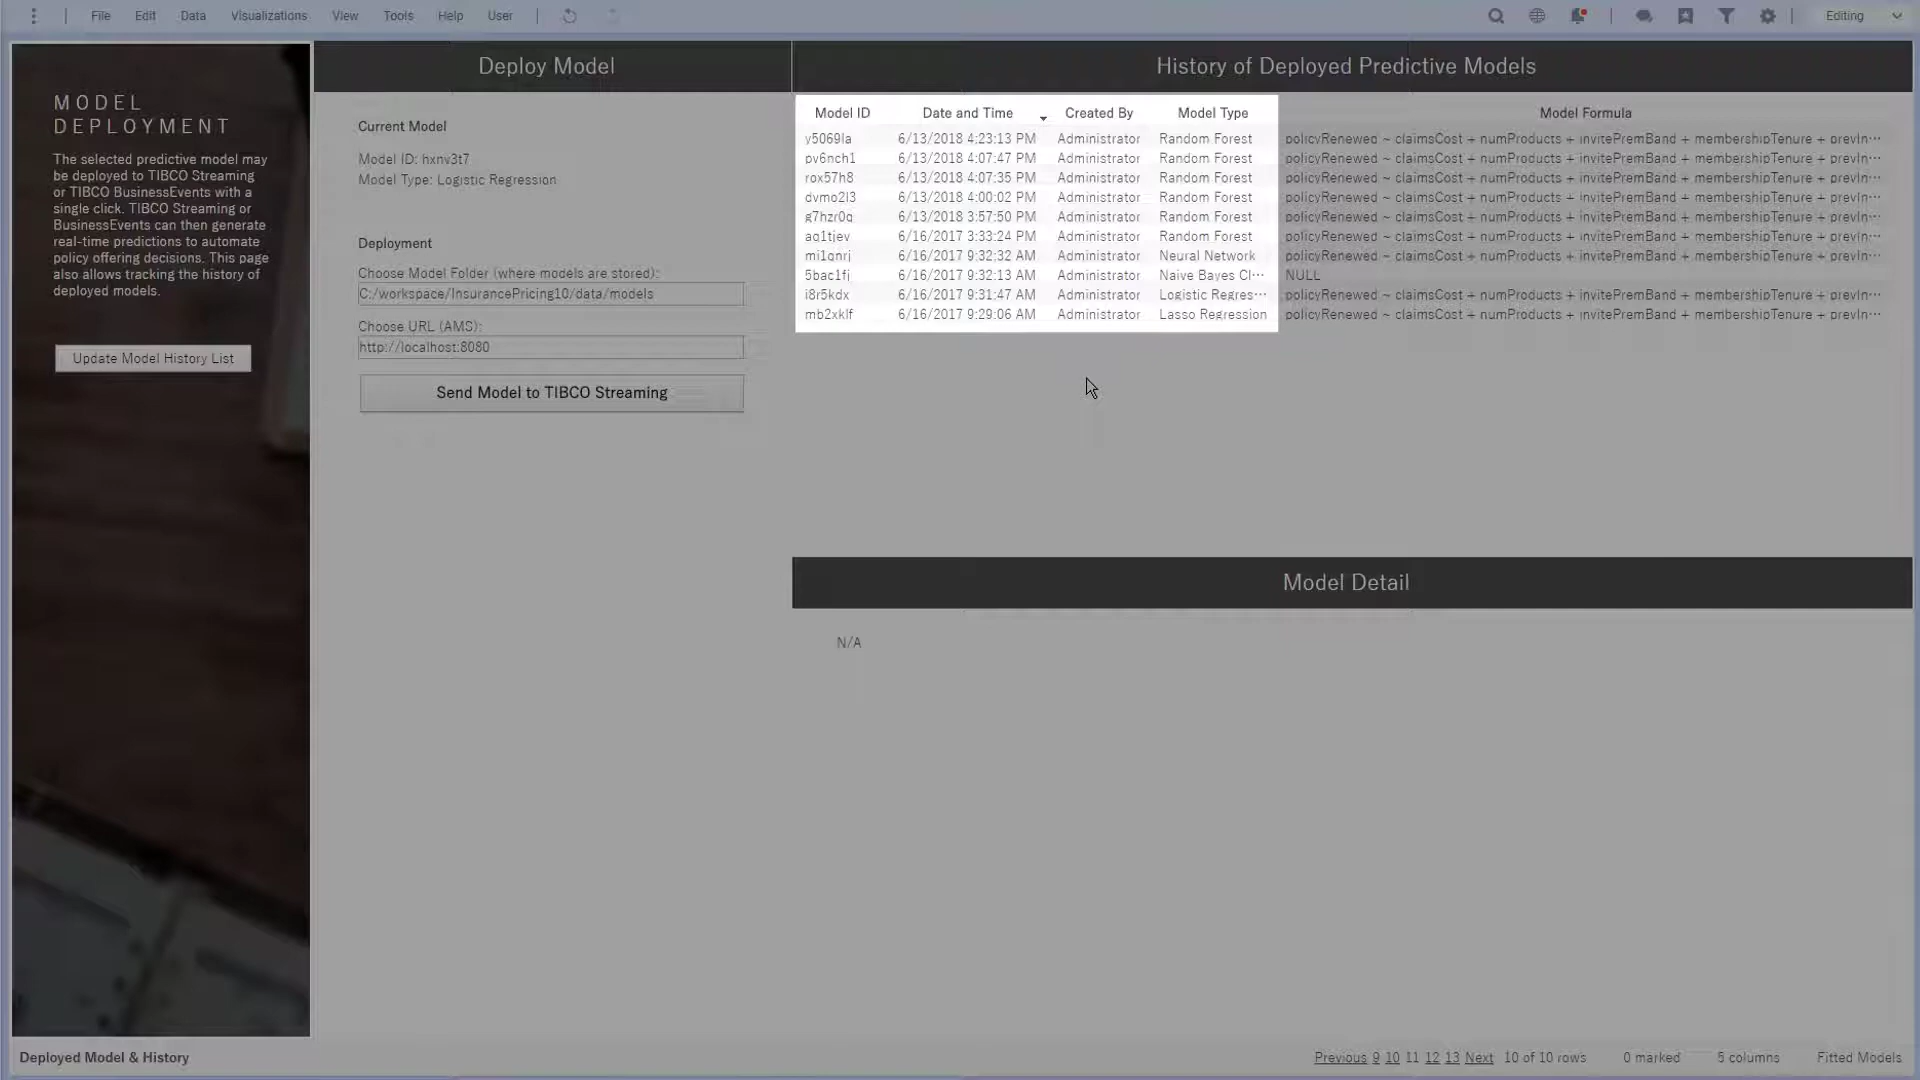 File Edit Data Visualizations View Tools Help User Editing
MODEL
DEPLOYMENT
The selected predictive model may
be deployed to TIBCO Streaming
or TIBCO BusinessEvents with a
single click. TIBCO Streaming or
BusinessEvents can then generate
real-time predictions to automate
policy offering decisions. This page
also allows tracking the history of
deployed models.
Update Model History List
Deploy Model
Current Model
Model ID: hxnv3t7
Model Type: Logistic Regression
Deployment
Choose Model Folder (where models are stored):
C:/workspace/InsurancePricing10/data/models
Choose URL (AMS):
http://localhost:8080
Send Model to TIBCO Streaming
History of Deployed Predictive Models
Model ID Date and Time Created By Model Type Model Formula
y5069la 6/13/2018 4:23:13 PM Administrator Random Forest policyRenewed ~ claimsCost + numProducts + invitePremBand + membershipTenure + prevIn···
pv6nch1 6/13/2018 4:07:47 PM Administrator Random Forest policyRenewed ~ claimsCost + numProducts + invitePremBand + membershipTenure + prevIn···
rox57h8 6/13/2018 4:07:35 PM Administrator Random Forest policyRenewed ~ claimsCost + numProducts + invitePremBand + membershipTenure + prevIn···
dvmo2l3 6/13/2018 4:00:02 PM Administrator Random Forest policyRenewed ~ claimsCost + numProducts + invitePremBand + membershipTenure + prevIn···
g7hzr0q 6/13/2018 3:57:50 PM Administrator Random Forest policyRenewed ~ claimsCost + numProducts + invitePremBand + membershipTenure + prevIn···
aq1tjev 6/16/2017 3:33:24 PM Administrator Random Forest policyRenewed ~ claimsCost + numProducts + invitePremBand + membershipTenure + prevIn···
mi1qnrj 6/16/2017 9:32:32 AM Administrator Neural Network policyRenewed ~ claimsCost + numProducts + invitePremBand + membershipTenure + prevIn···
5bac1fj 6/16/2017 9:32:13 AM Administrator Naive Bayes Cl··· NULL
i8r5kdx 6/16/2017 9:31:47 AM Administrator Logistic Regres··· policyRenewed ~ claimsCost + numProducts + invitePremBand + membershipTenure + prevIn···
mb2xklf 6/16/2017 9:29:06 AM Administrator Lasso Regression policyRenewed ~ claimsCost + numProducts + invitePremBand + membershipTenure + prevIn···
Model Detail
N/A
Deployed Model & History Previous 9 10 11 12 13 Next 10 of 10 rows 0 marked 5 columns Fitted Models